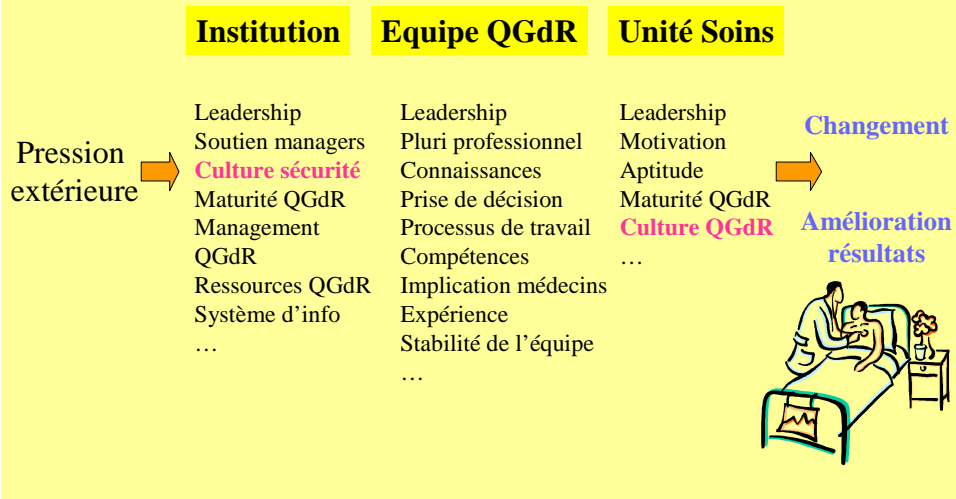 Institution
Equipe QGdR
Unité Soins
Pression
extérieure
Leadership
Soutien managers
Culture sécurité
Maturité QGdR
Management
QGdR
Ressources QGdR
Système d'info
…
Leadership
Pluri professionnel
Connaissances
Prise de décision
Processus de travail
Compétences
Implication médecins
Expérience
Stabilité de l'équipe
…
Leadership
Motivation
Aptitude
Maturité QGdR
Culture QGdR
…
Changement
Amélioration
résultats